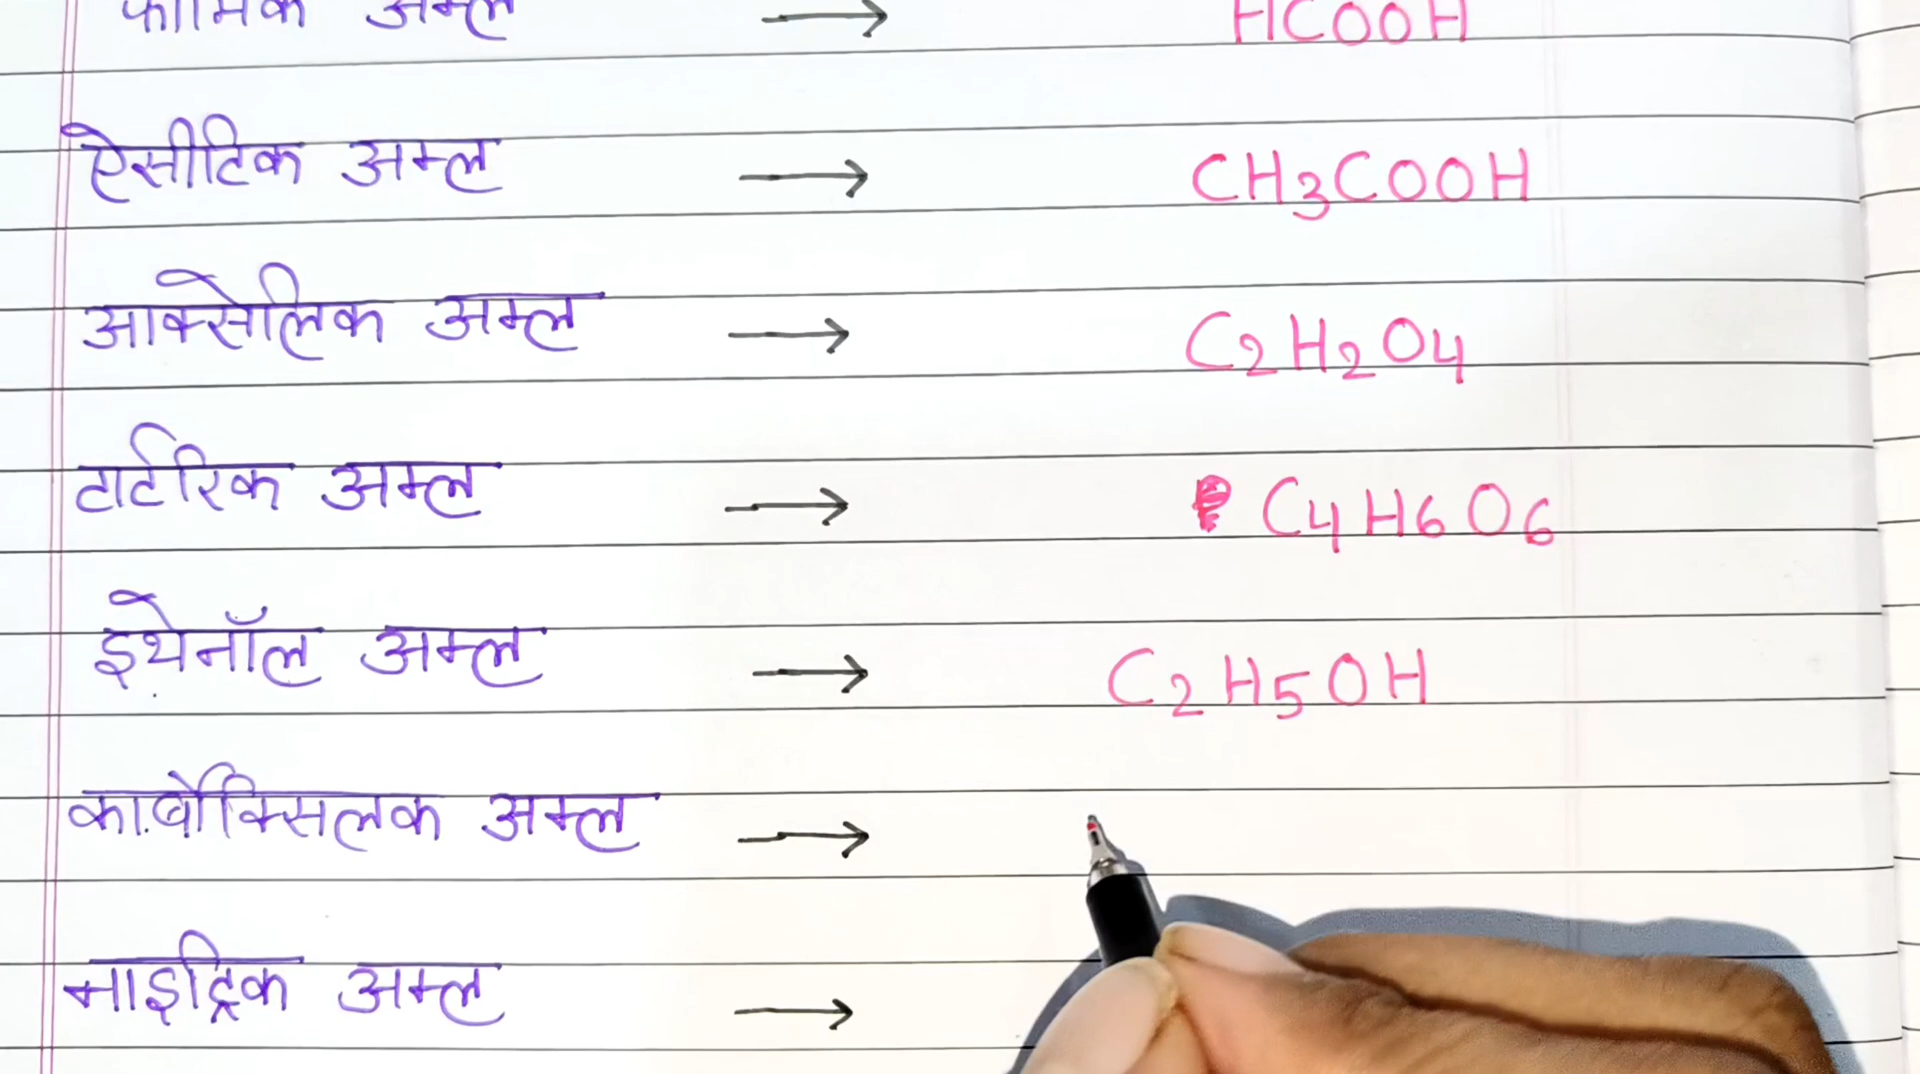 फॉर्मिक अम्ल → HCOOH
ऐसीटिक अम्ल → CH3COOH
आक्सेलिक अम्ल → C2H2O4
टार्टरिक अम्ल → C4H6O6
इथेनॉल अम्ल → C2H5OH
कार्बोक्सिलक अम्ल →
नाइट्रिक अम्ल →